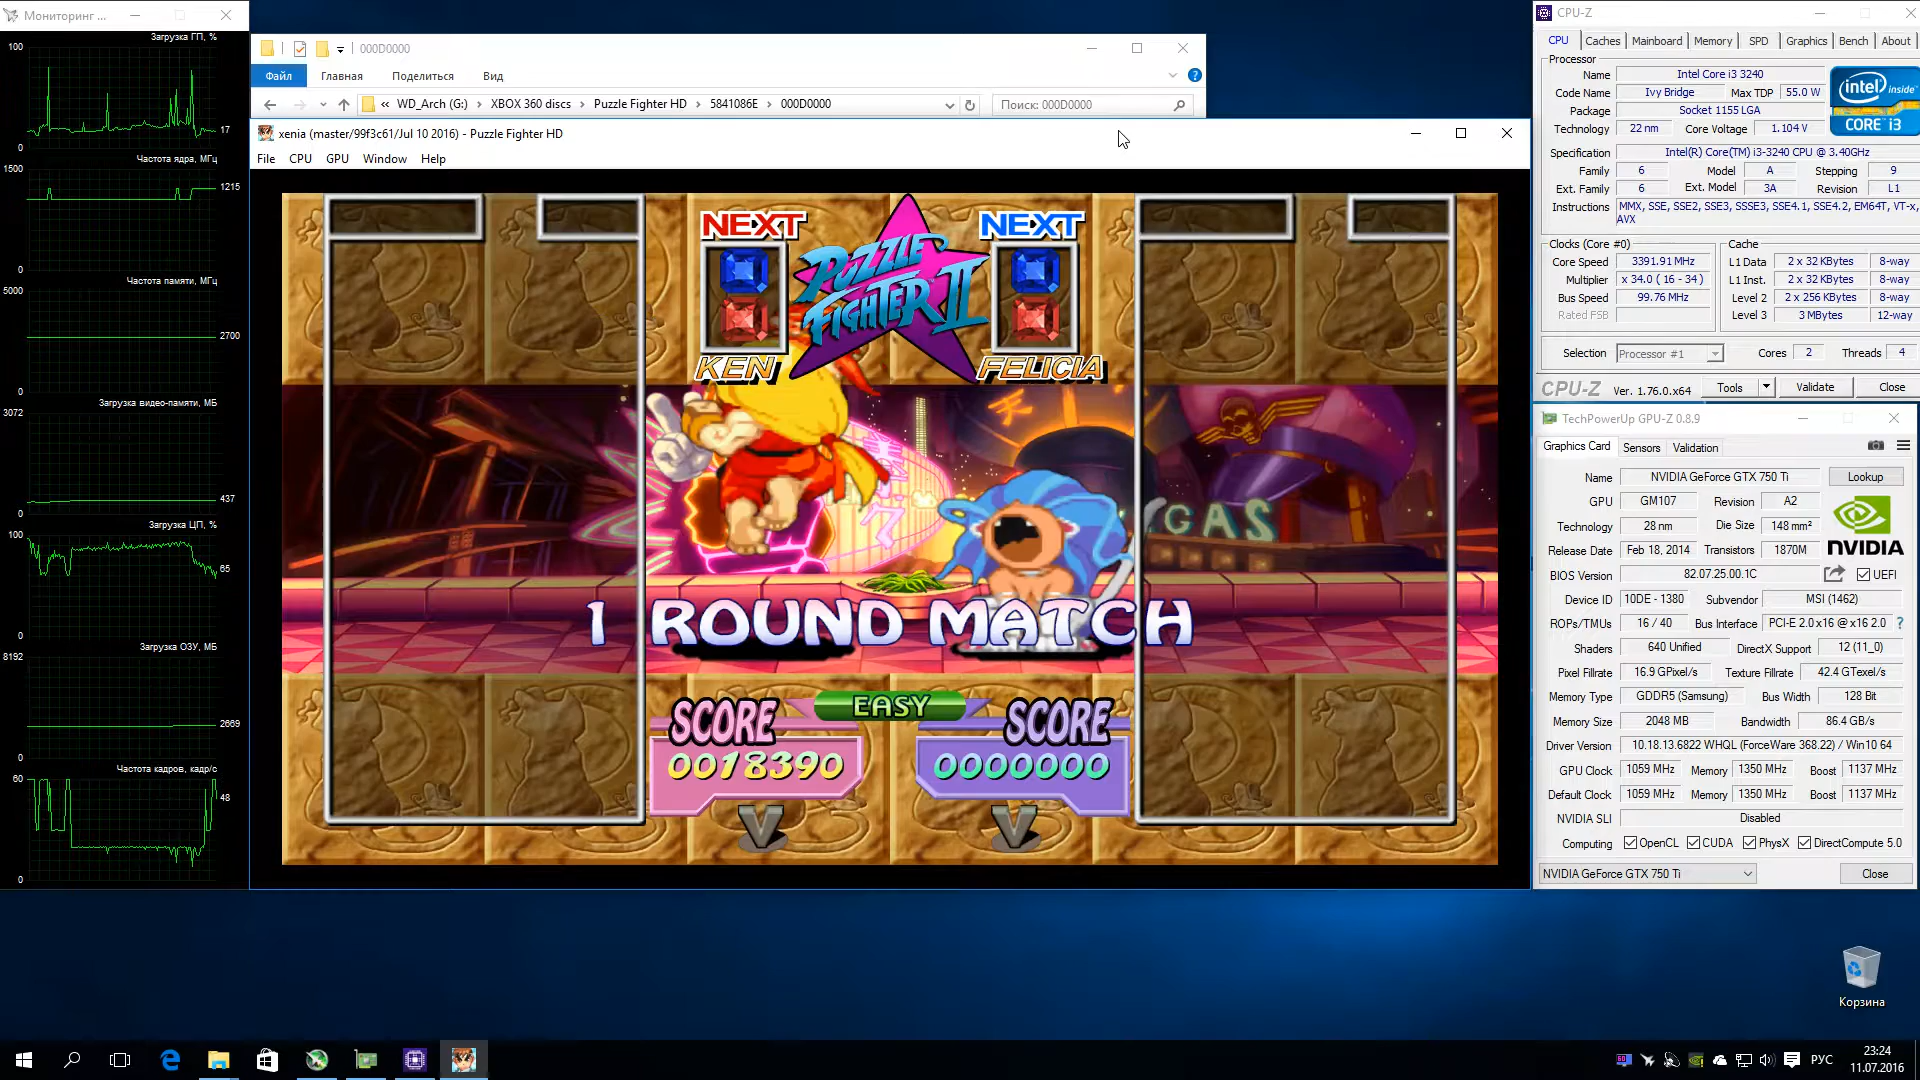 Мониторинг ...
Загрузка ГП, %
100
17
0
Частота ядра, МГц
1500
1215
0
Частота памяти, МГц
5000
2700
0
Загрузка видео-памяти, МБ
3072
437
0
Загрузка ЦП, %
100
65
0
Загрузка ОЗУ, МБ
8192
2669
0
Частота кадров, кадр/с
60
48
0
000D0000
Файл
Главная
Поделиться
Вид
« WD_Arch (G:) › XBOX 360 discs › Puzzle Fighter HD › 5841086E › 000D0000
Поиск: 000D0000
xenia (master/99f3c61/Jul 10 2016) - Puzzle Fighter HD
File CPU GPU Window Help
NEXT
NEXT
PUZZLE
FIGHTER II
KEN
FELICIA
天
GAS
1 ROUND MATCH
EASY
SCORE
SCORE
0018390
0000000
CPU-Z
CPU Caches Mainboard Memory SPD Graphics Bench About
Processor
Name Intel Core i3 3240
Code Name Ivy Bridge Max TDP 55.0 W
Package Socket 1155 LGA
Technology 22 nm Core Voltage 1.104 V
intel inside™
CORE i3
Specification Intel(R) Core(TM) i3-3240 CPU @ 3.40GHz
Family 6 Model A Stepping 9
Ext. Family 6 Ext. Model 3A Revision L1
Instructions MMX, SSE, SSE2, SSE3, SSSE3, SSE4.1, SSE4.2, EM64T, VT-x,
AVX
Clocks (Core #0)
Core Speed 3391.91 MHz
Multiplier x 34.0 ( 16 - 34 )
Bus Speed 99.76 MHz
Rated FSB
Cache
L1 Data 2 x 32 KBytes 8-way
L1 Inst. 2 x 32 KBytes 8-way
Level 2 2 x 256 KBytes 8-way
Level 3 3 MBytes 12-way
Selection Processor #1 Cores 2 Threads 4
CPU-Z Ver. 1.76.0.x64 Tools Validate Close
TechPowerUp GPU-Z 0.8.9
Graphics Card Sensors Validation
Name NVIDIA GeForce GTX 750 Ti Lookup
GPU GM107 Revision A2
Technology 28 nm Die Size 148 mm²
Release Date Feb 18, 2014 Transistors 1870M
NVIDIA
BIOS Version 82.07.25.00.1C UEFI
Device ID 10DE - 1380 Subvendor MSI (1462)
ROPs/TMUs 16 / 40 Bus Interface PCI-E 2.0 x16 @ x16 2.0 ?
Shaders 640 Unified DirectX Support 12 (11_0)
Pixel Fillrate 16.9 GPixel/s Texture Fillrate 42.4 GTexel/s
Memory Type GDDR5 (Samsung) Bus Width 128 Bit
Memory Size 2048 MB Bandwidth 86.4 GB/s
Driver Version 10.18.13.6822 WHQL (ForceWare 368.22) / Win10 64
GPU Clock 1059 MHz Memory 1350 MHz Boost 1137 MHz
Default Clock 1059 MHz Memory 1350 MHz Boost 1137 MHz
NVIDIA SLI Disabled
Computing OpenCL CUDA PhysX DirectCompute 5.0
NVIDIA GeForce GTX 750 Ti Close
Корзина
РУС
23:24
11.07.2016